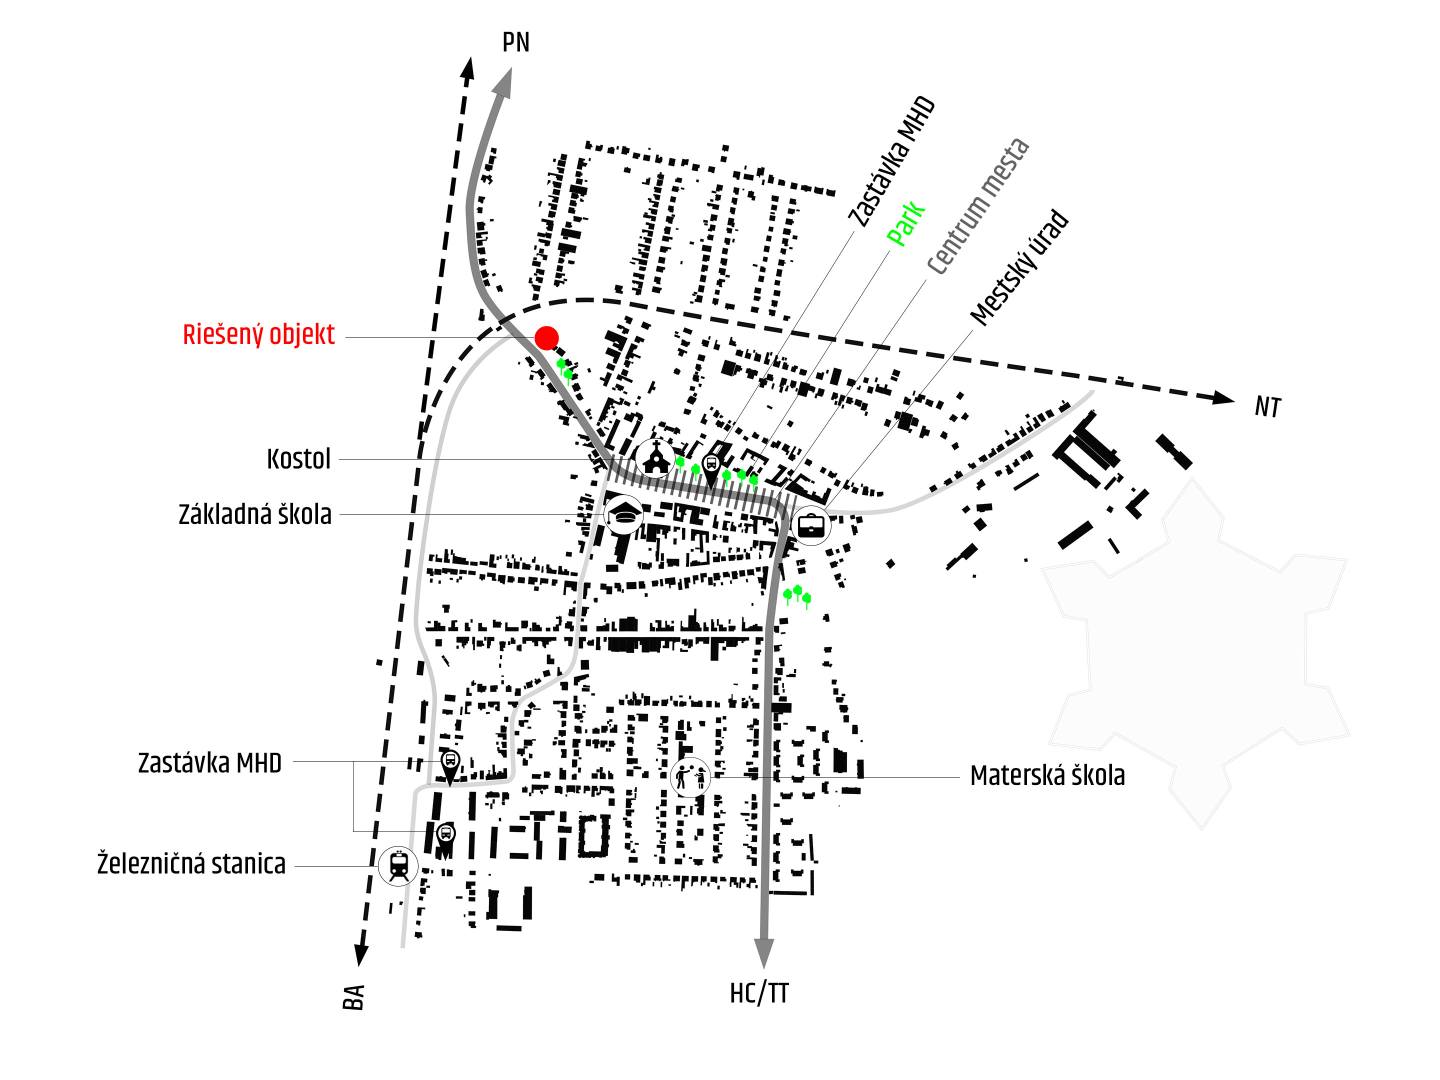 PN
Zastávka MHD
Park
Centrum mesta
Mestský úrad
Riešený objekt
NT
Kostol
Základná škola
Zastávka MHD
Materská škola
Železničná stanica
BA
HC/TT